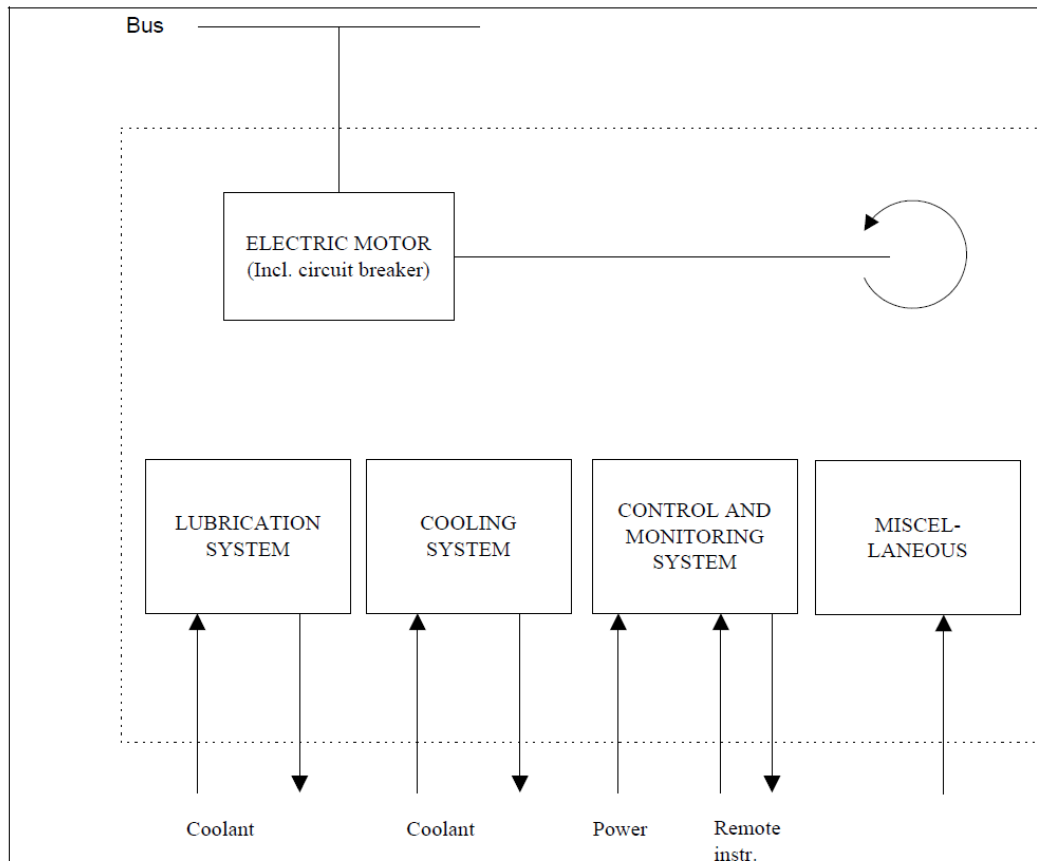 Bus
ELECTRIC MOTOR
(Incl. circuit breaker)
LUBRICATION
SYSTEM
COOLING
SYSTEM
CONTROL AND
MONITORING
SYSTEM
MISCEL-
LANEOUS
Coolant
Coolant
Power
Remote
instr.